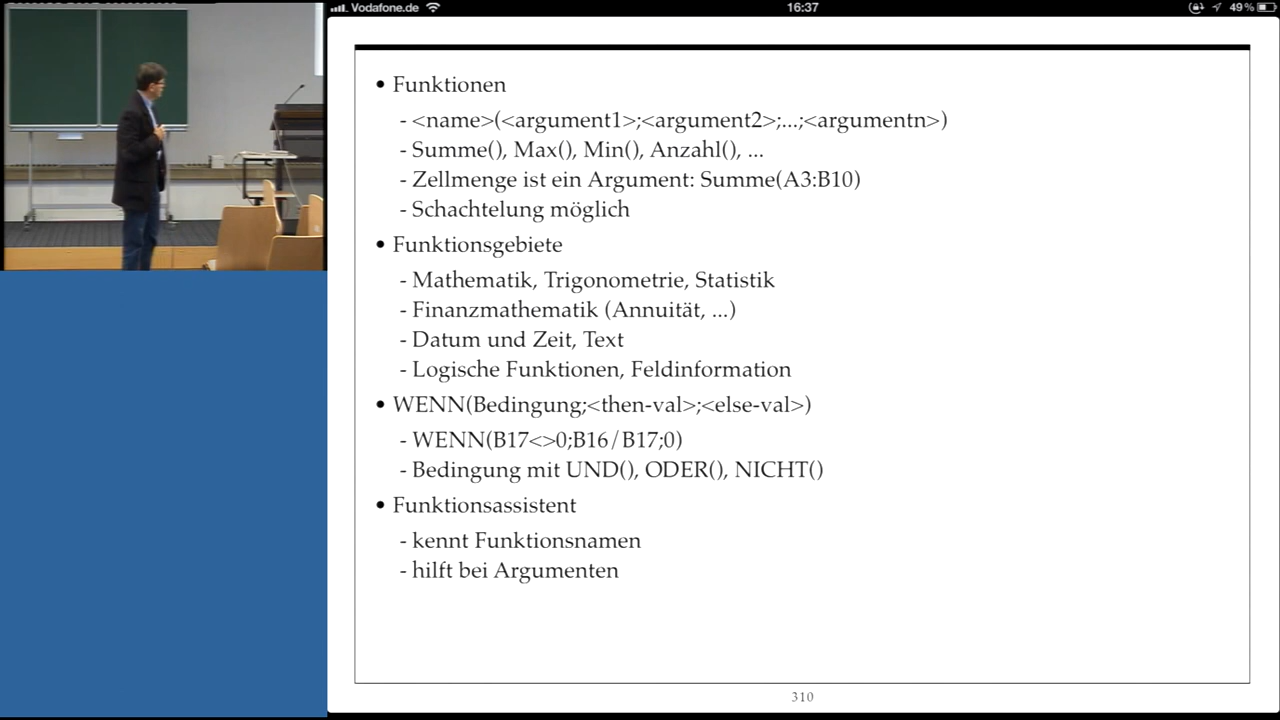 Vodafone.de
16:37
49 %
• Funktionen
- <name>(<argument1>;<argument2>;...;<argumentn>)
- Summe(), Max(), Min(), Anzahl(), ...
- Zellmenge ist ein Argument: Summe(A3:B10)
- Schachtelung möglich
• Funktionsgebiete
- Mathematik, Trigonometrie, Statistik
- Finanzmathematik (Annuität, ...)
- Datum und Zeit, Text
- Logische Funktionen, Feldinformation
• WENN(Bedingung;<then-val>;<else-val>)
- WENN(B17<>0;B16/B17;0)
- Bedingung mit UND(), ODER(), NICHT()
• Funktionsassistent
- kennt Funktionsnamen
- hilft bei Argumenten
310